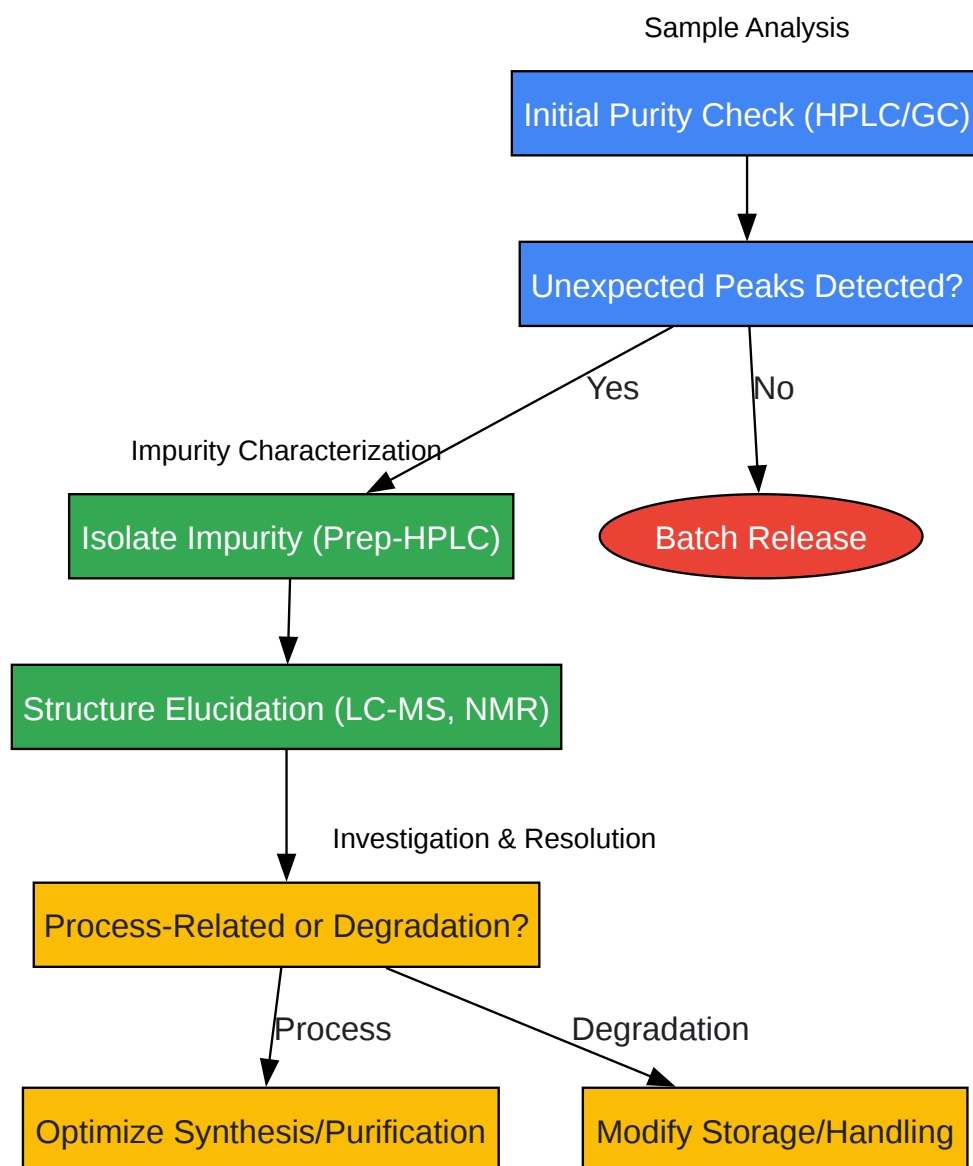 Sample Analysis
Initial Purity Check (HPLC/GC)
Unexpected Peaks Detected?
Yes
No
Impurity Characterization
Isolate Impurity (Prep-HPLC)
Batch Release
Structure Elucidation (LC-MS, NMR)
Investigation & Resolution
Process-Related or Degradation?
Process
Degradation
Optimize Synthesis/Purification
Modify Storage/Handling